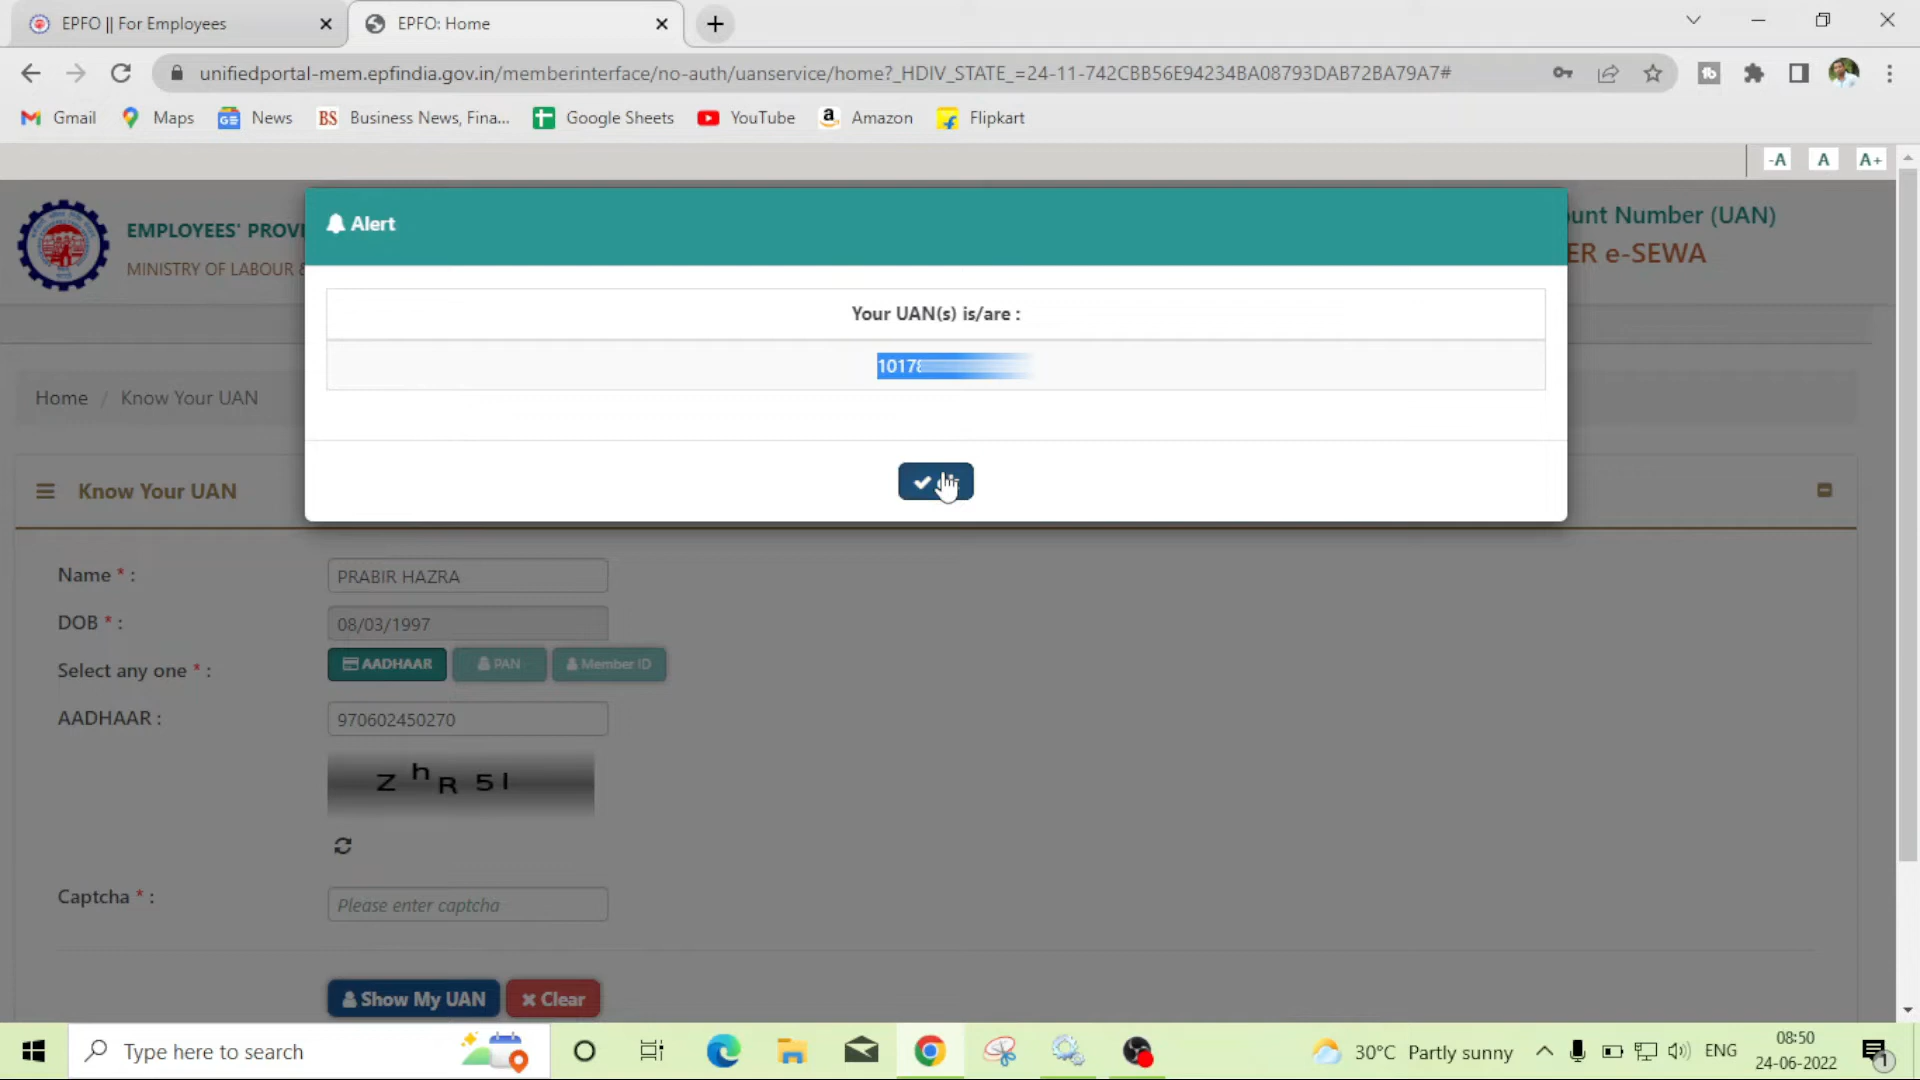 EPFO || For Employees
EPFO: Home
unifiedportal-mem.epfindia.gov.in/memberinterface/no-auth/uanservice/home?_HDIV_STATE_=24-11-742CBB56E94234BA08793DAB72BA79A7#
Gmail Maps News BS Business News, Fina... Google Sheets YouTube Amazon Flipkart
-A A A+
EMPLOYEES' PROVI
MINISTRY OF LABOUR &
unt Number (UAN)
ER e-SEWA
Alert
Your UAN(s) is/are :
10178
Home / Know Your UAN
Know Your UAN
Name * : PRABIR HAZRA
DOB * : 08/03/1997
Select any one * : AADHAAR PAN Member ID
AADHAAR : 970602450270
Z h R 5 I
Captcha * : Please enter captcha
Show My UAN Clear
Type here to search
30°C Partly sunny ENG
08:50
24-06-2022
1